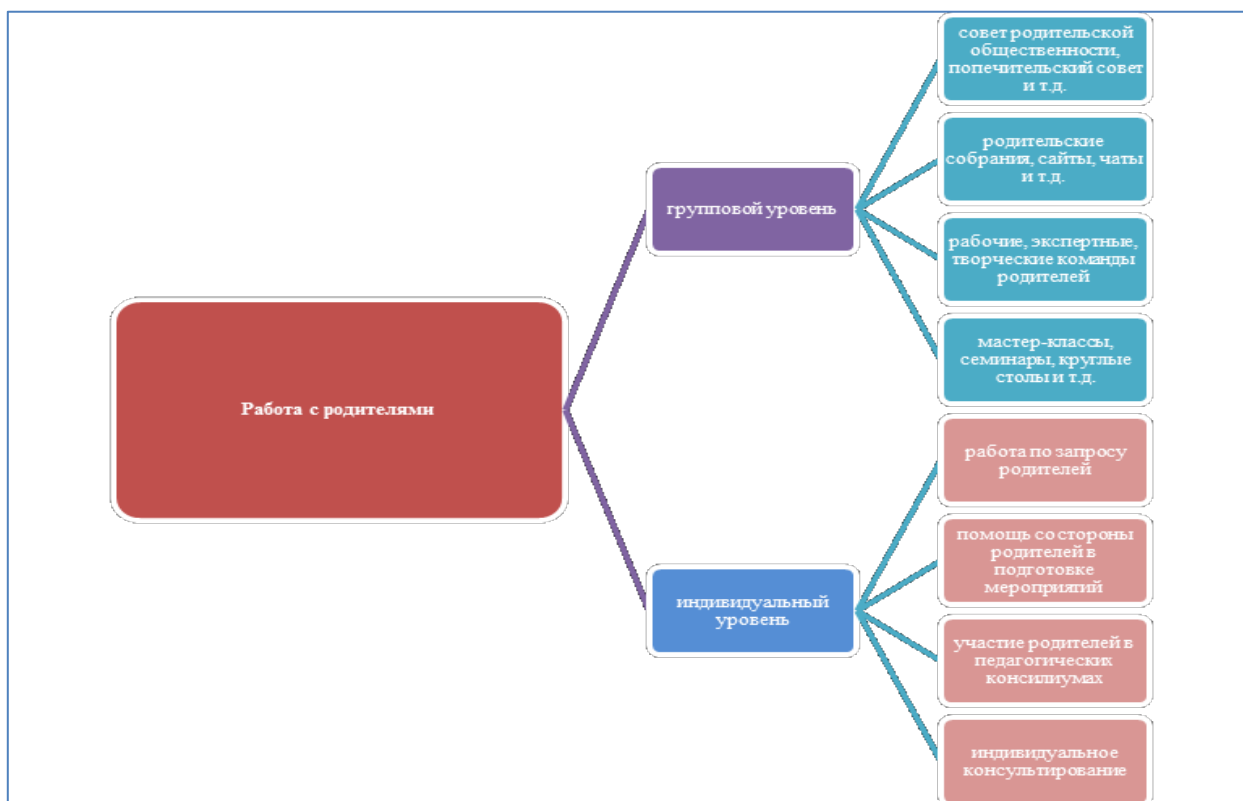 совет родительской
общественности,
попечительский совет
и т.д.
родительские
собрания, сайты, чаты
и т.д.
групповой уровень
рабочие, экспертные,
творческие команды
родителей
мастер-классы,
семинары, круглые
столы и т.д.
Работа с родителями
работа по запросу
родителей
помощь со стороны
родителей в
подготовке
мероприятий
индивидуальный
уровень
участие родителей в
педагогических
консилиумах
индивидуальное
консультирование